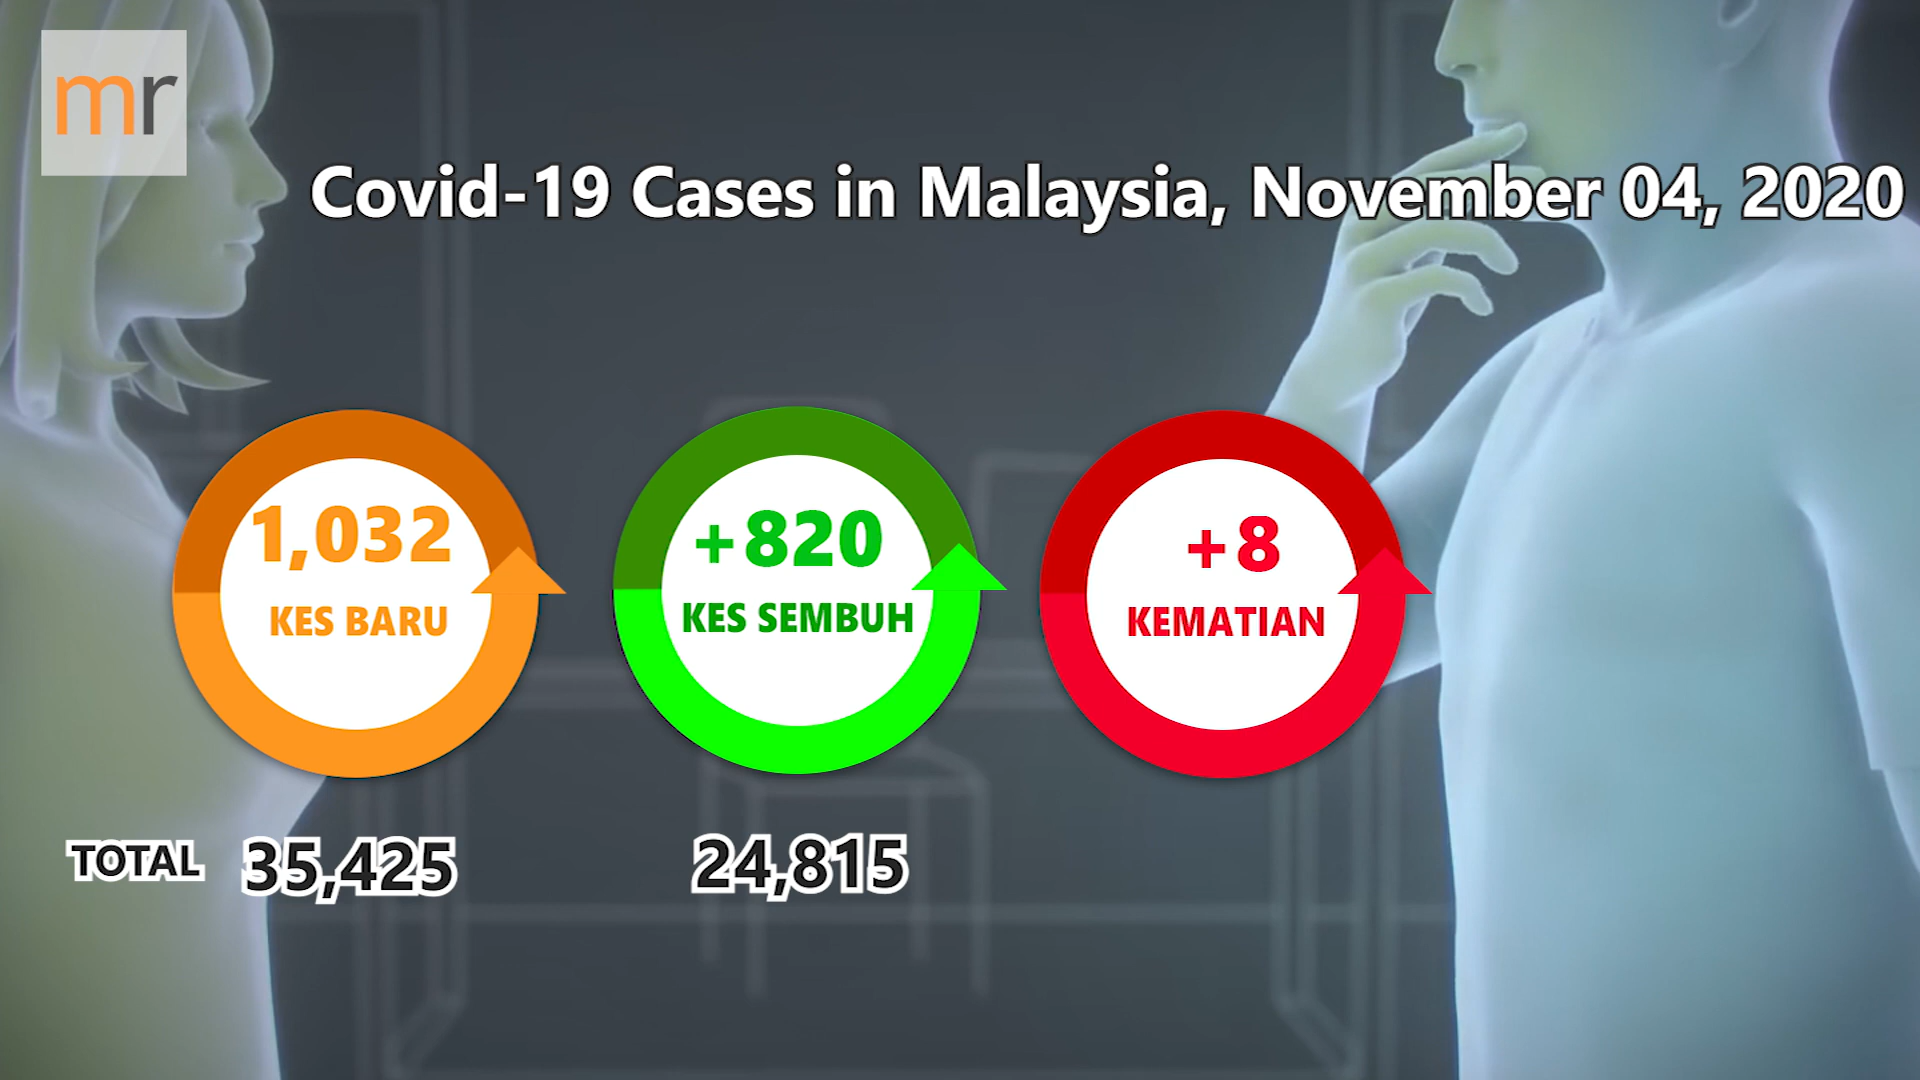 mr
Covid-19 Cases in Malaysia, November 04, 2020
1,032
KES BARU
+820
KES SEMBUH
+8
KEMATIAN
TOTAL 35,425 24,815